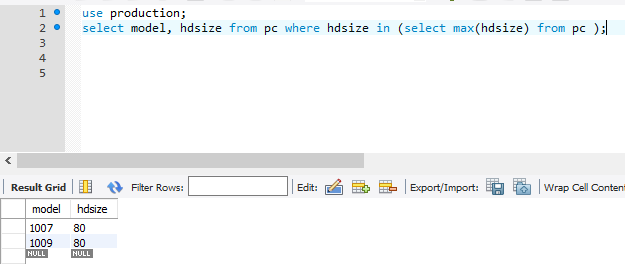 1 use production;
2 select model, hdsize from pc where hdsize in (select max(hdsize) from pc );
3
4
5
Result Grid Filter Rows: Edit: Export/Import: Wrap Cell Conten
model hdsize
1007 80
1009 80
NULL NULL